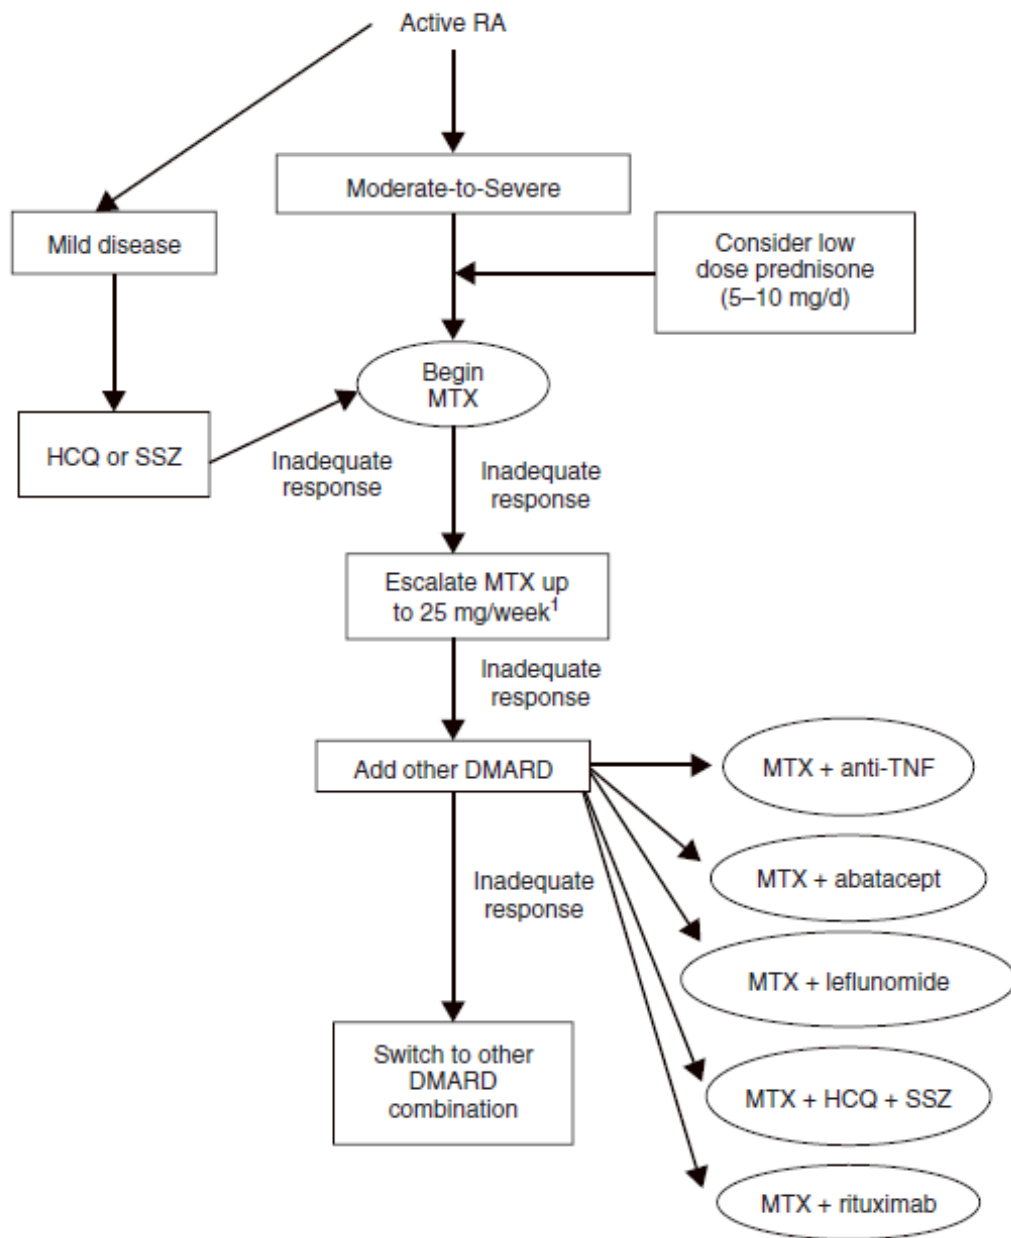 Active RA
Moderate-to-Severe
Mild disease
Consider low
dose prednisone
(5–10 mg/d)
Begin
MTX
HCQ or SSZ
Inadequate
response
Inadequate
response
Escalate MTX up
to 25 mg/week¹
Inadequate
response
Add other DMARD
MTX + anti-TNF
MTX + abatacept
Inadequate
response
MTX + leflunomide
Switch to other
DMARD
combination
MTX + HCQ + SSZ
MTX + rituximab